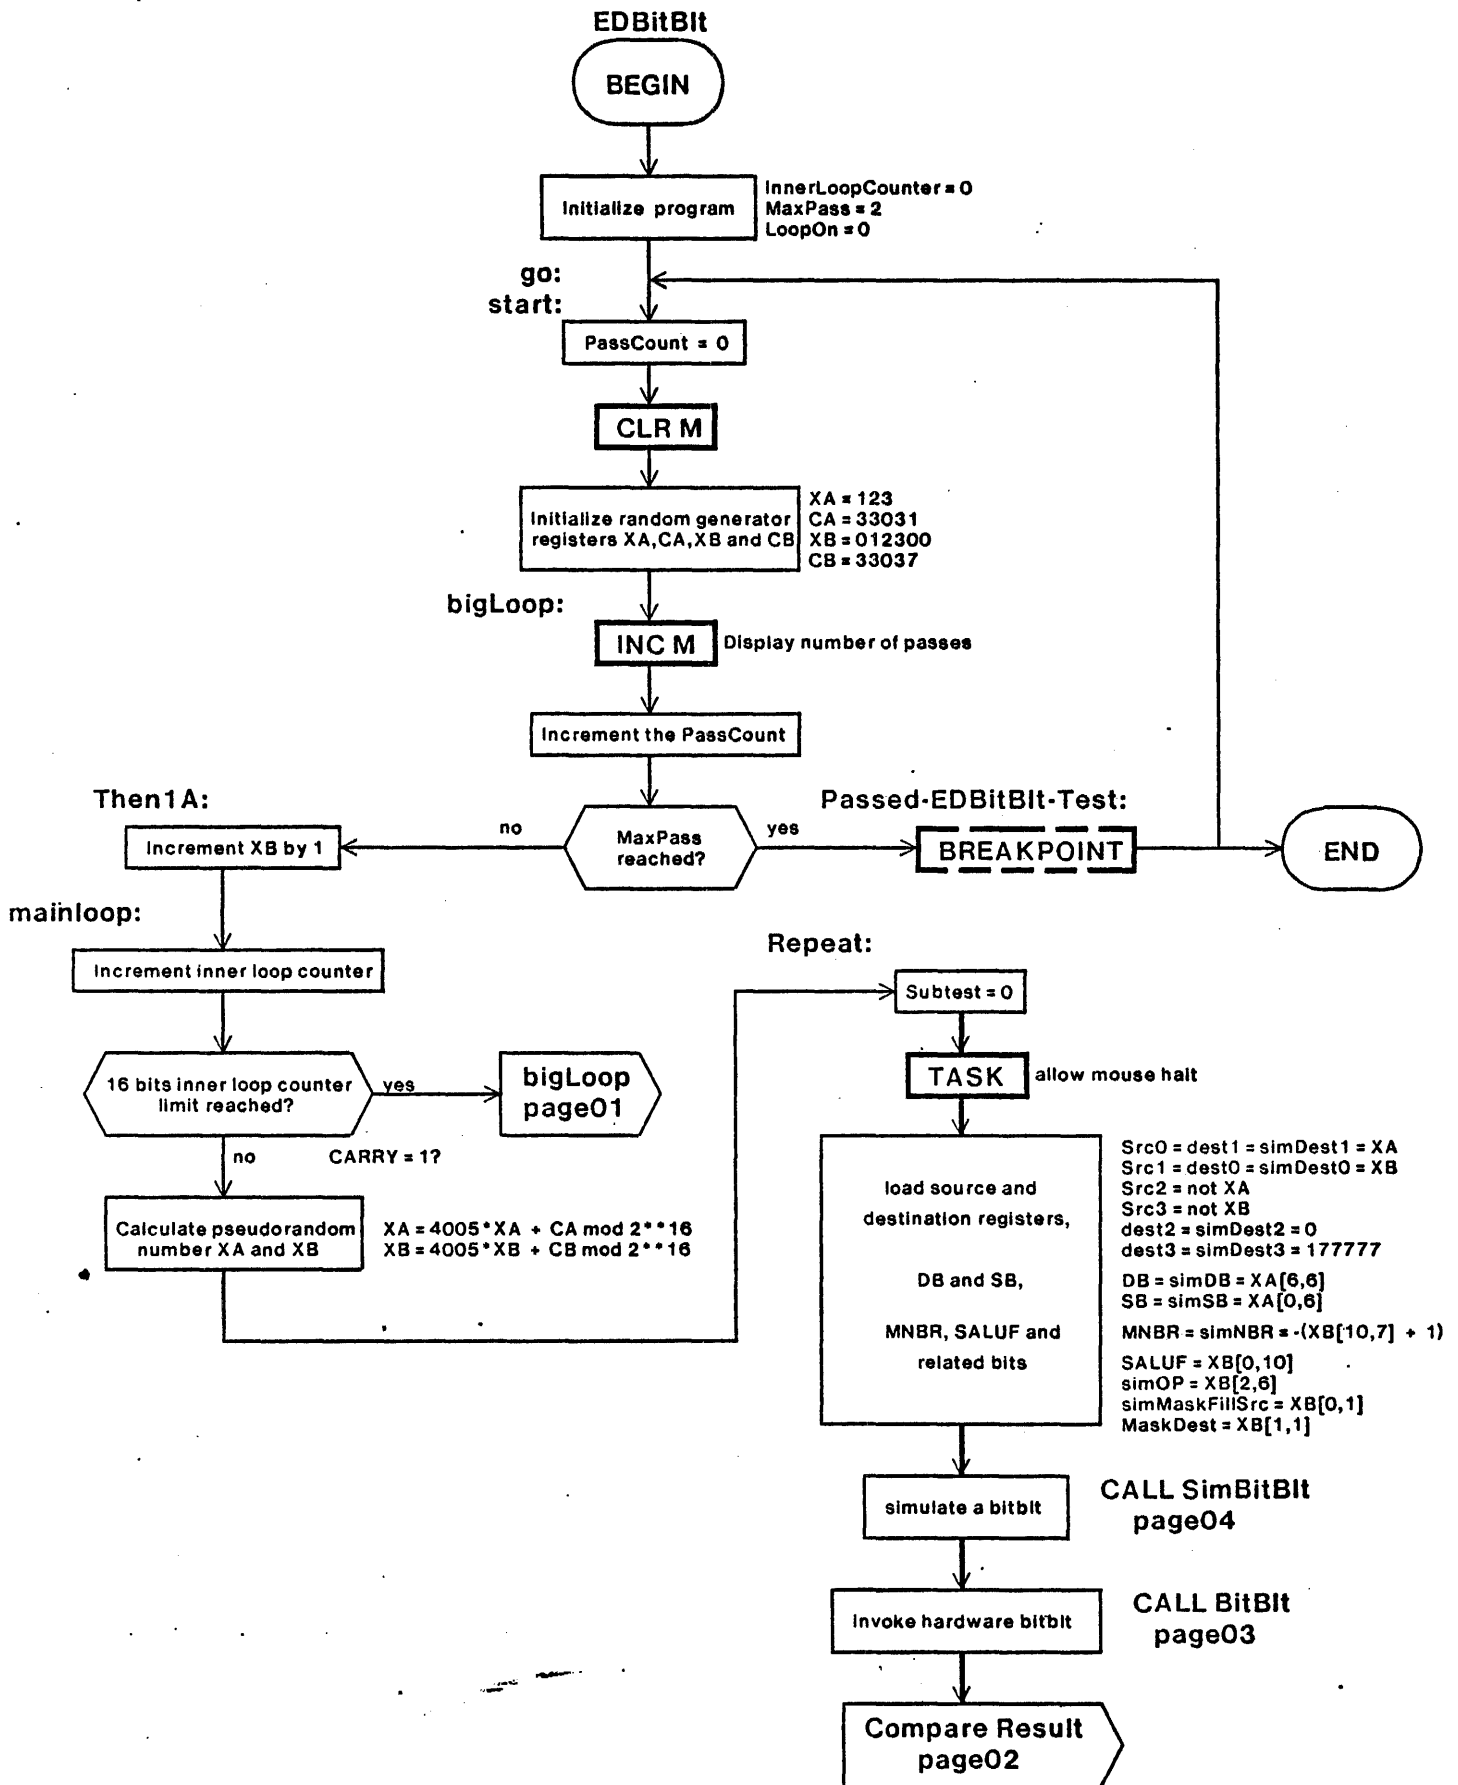 EDBitBlt
BEGIN
Initialize program
InnerLoopCounter = 0
MaxPass = 2
LoopOn = 0
go:
start:
PassCount = 0
CLR M
Initialize random generator
registers XA,CA,XB and CB
XA = 123
CA = 33031
XB = 012300
CB = 33037
bigLoop:
INC M
Display number of passes
Increment the PassCount
Then1A:
Passed-EDBitBlt-Test:
Increment XB by 1
no
MaxPass
reached?
yes
BREAKPOINT
END
mainloop:
Increment inner loop counter
16 bits inner loop counter
limit reached?
yes
bigLoop
page01
no
CARRY = 1?
Calculate pseudorandom
number XA and XB
XA = 4005*XA + CA mod 2**16
XB = 4005*XB + CB mod 2**16
Repeat:
Subtest = 0
TASK
allow mouse halt
load source and
destination registers,
DB and SB,
MNBR, SALUF and
related bits
Src0 = dest1 = simDest1 = XA
Src1 = dest0 = simDest0 = XB
Src2 = not XA
Src3 = not XB
dest2 = simDest2 = 0
dest3 = simDest3 = 177777
DB = simDB = XA[6,6]
SB = simSB = XA[0,6]
MNBR = simNBR = -(XB[10,7] + 1)
SALUF = XB[0,10]
simOP = XB[2,6]
simMaskFillSrc = XB[0,1]
MaskDest = XB[1,1]
simulate a bitblt
CALL SimBitBlt
page04
Invoke hardware bitblt
CALL BitBlt
page03
Compare Result
page02